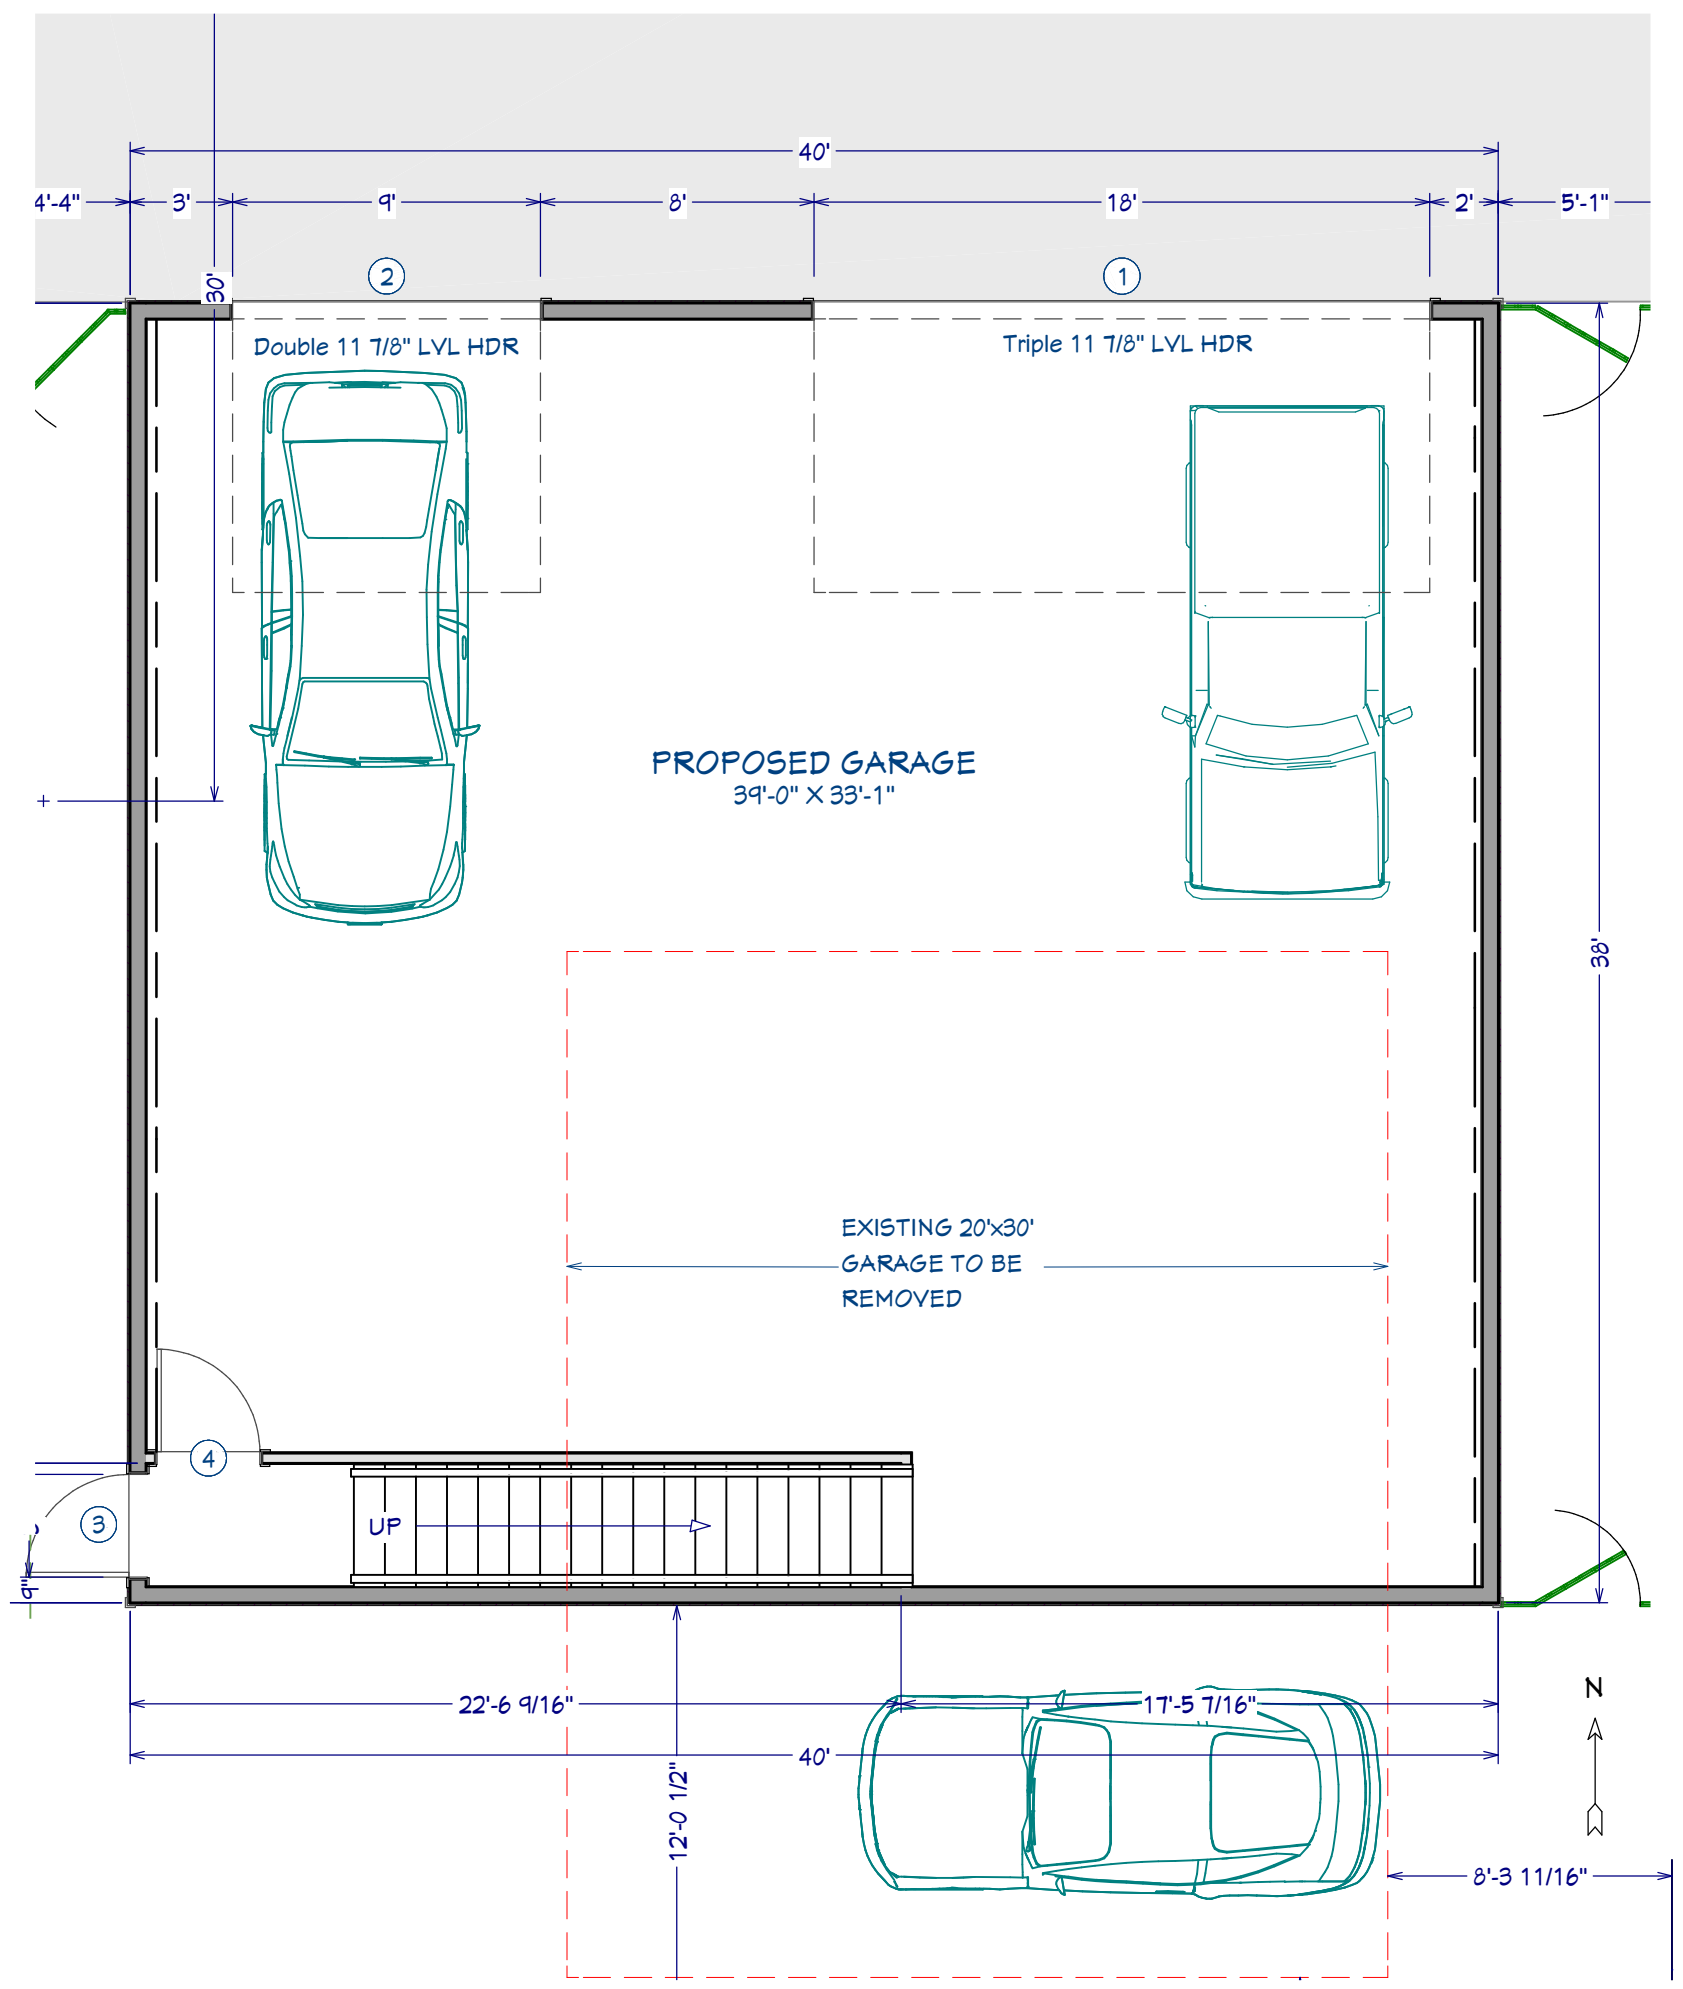 40'
4'-4" 3' 9' 8' 18' 2' 5'-1"
2 1
30'
Double 11 7/8" LVL HDR
Triple 11 7/8" LVL HDR
PROPOSED GARAGE
39'-0" X 33'-1"
38'
EXISTING 20'x30'
GARAGE TO BE
REMOVED
4
3
UP
9"
N
22'-6 9/16" 17'-5 7/16"
40'
12'-0 1/2"
8'-3 11/16"